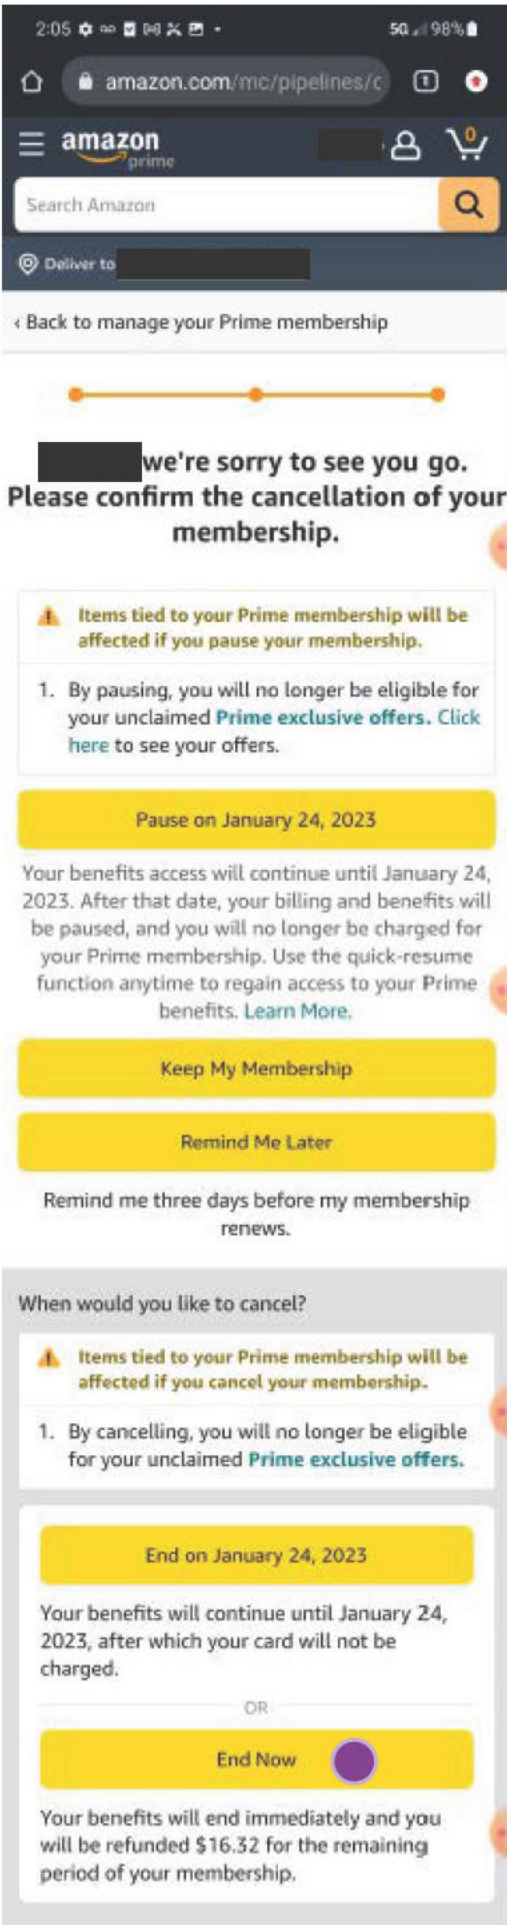 2:05
5G 98%
amazon.com/mc/pipelines/c
1
amazon
prime
0
Search Amazon
Deliver to
‹ Back to manage your Prime membership
we're sorry to see you go.
Please confirm the cancellation of your
membership.
Items tied to your Prime membership will be
affected if you pause your membership.
1. By pausing, you will no longer be eligible for
your unclaimed Prime exclusive offers. Click
here to see your offers.
Pause on January 24, 2023
Your benefits access will continue until January 24,
2023. After that date, your billing and benefits will
be paused, and you will no longer be charged for
your Prime membership. Use the quick-resume
function anytime to regain access to your Prime
benefits. Learn More.
Keep My Membership
Remind Me Later
Remind me three days before my membership
renews.
When would you like to cancel?
Items tied to your Prime membership will be
affected if you cancel your membership.
1. By cancelling, you will no longer be eligible
for your unclaimed Prime exclusive offers.
End on January 24, 2023
Your benefits will continue until January 24,
2023, after which your card will not be
charged.
OR
End Now
Your benefits will end immediately and you
will be refunded $16.32 for the remaining
period of your membership.